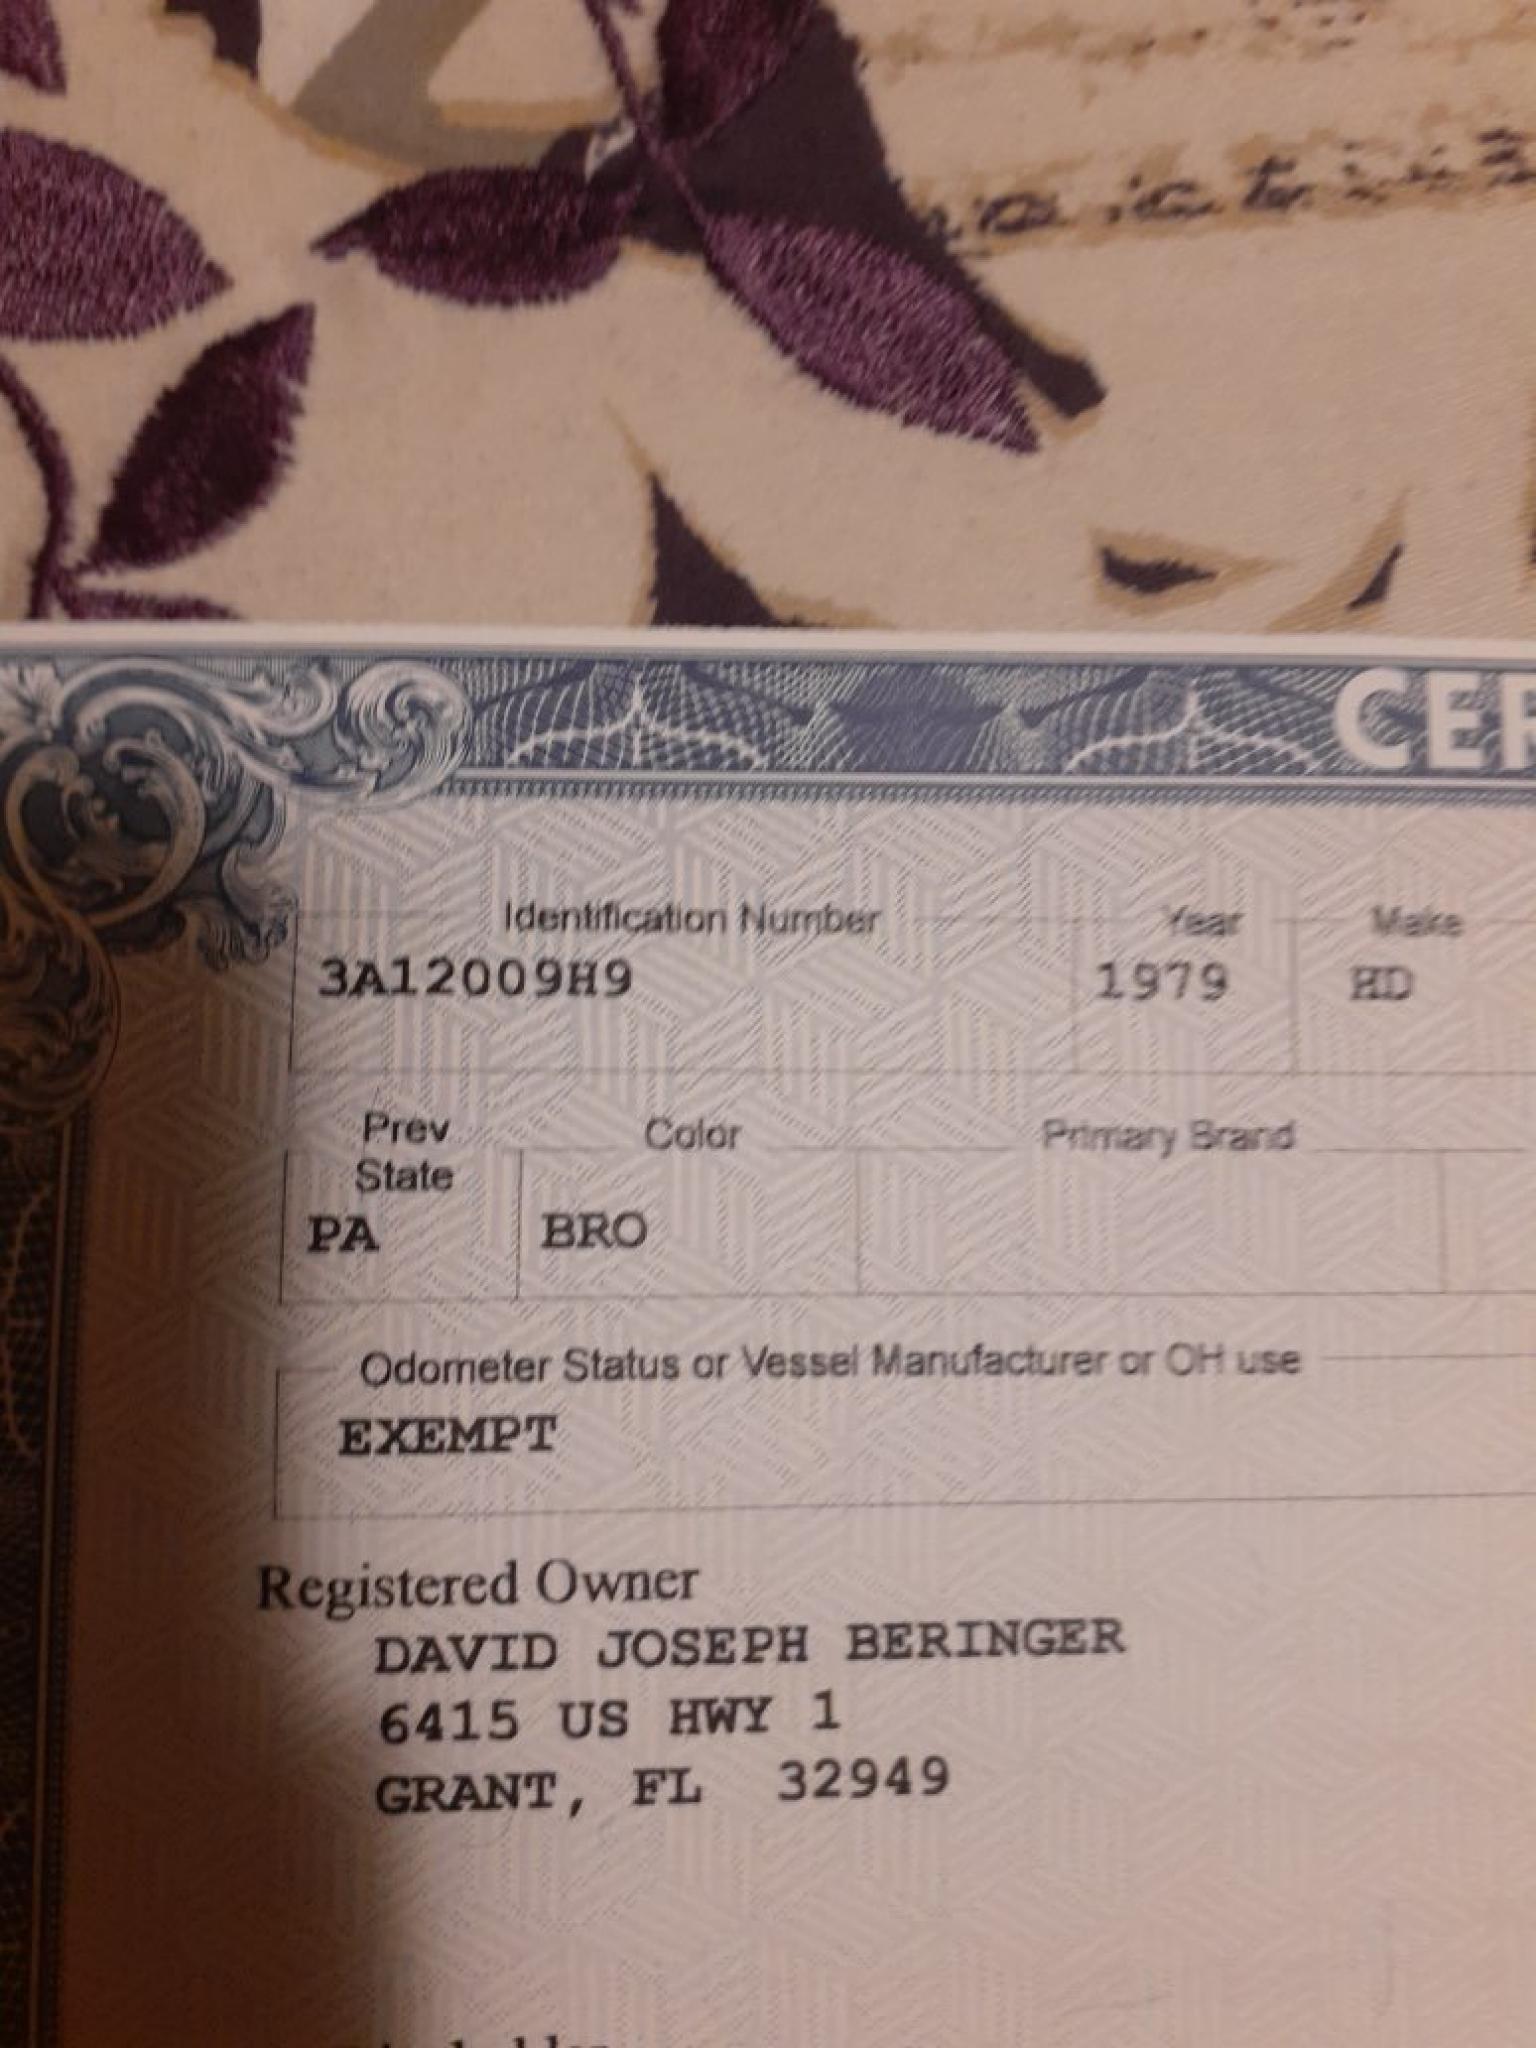 CER
Identification Number Year Make
3A12009H9 1979 HD
Prev State Color Primary Brand
PA BRO
Odometer Status or Vessel Manufacturer or OH use
EXEMPT
Registered Owner
DAVID JOSEPH BERINGER
6415 US HWY 1
GRANT, FL 32949